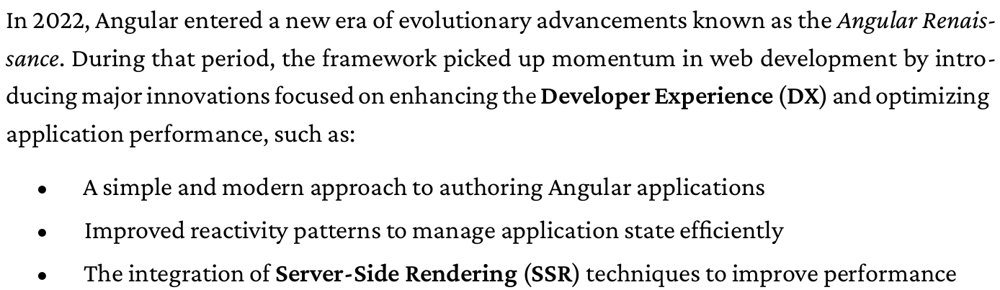 In 2022, Angular entered a new era of evolutionary advancements known as the Angular Renais-
sance. During that period, the framework picked up momentum in web development by intro-
ducing major innovations focused on enhancing the Developer Experience (DX) and optimizing
application performance, such as:
• A simple and modern approach to authoring Angular applications
• Improved reactivity patterns to manage application state efficiently
• The integration of Server-Side Rendering (SSR) techniques to improve performance